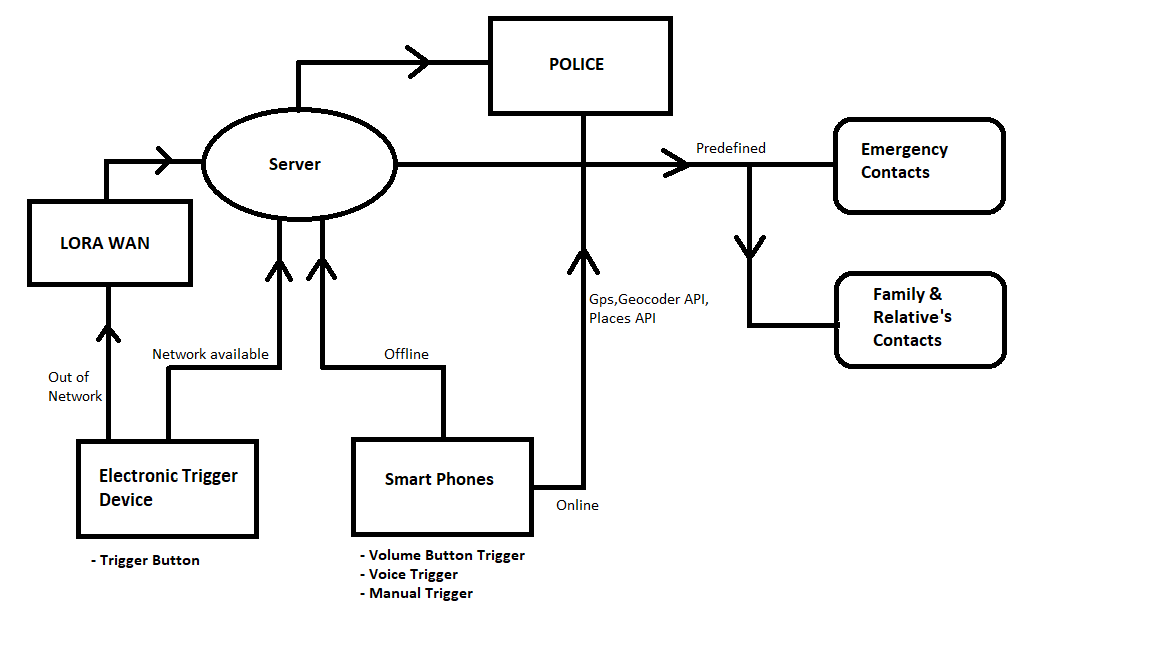 POLICE
Predefined
Emergency
Contacts
Server
LORA WAN
Family &
Relative's
Contacts
Gps,Geocoder API,
Places API
Network available
Offline
Out of
Network
Electronic Trigger
Device
Smart Phones
Online
- Trigger Button
- Volume Button Trigger
- Voice Trigger
- Manual Trigger